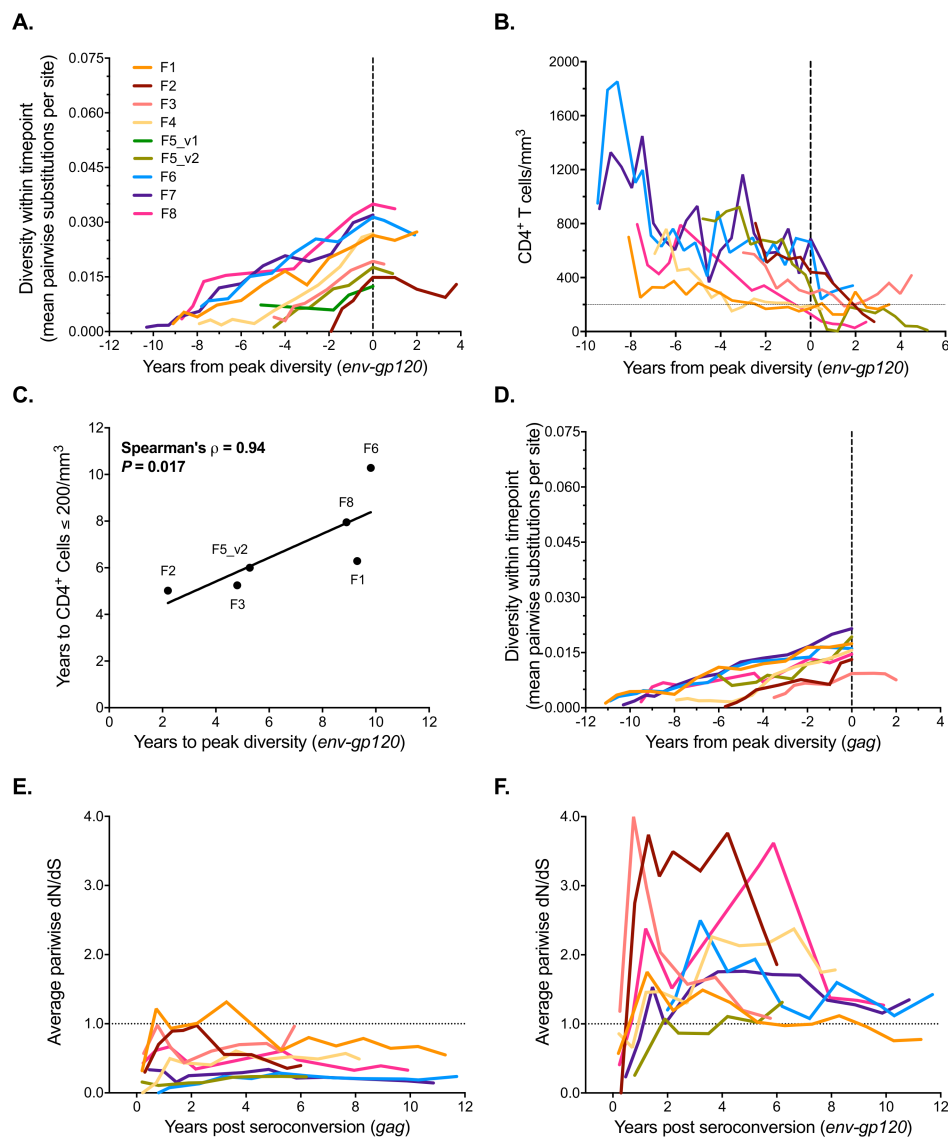 A.
Diversity within timepoint
(mean pairwise substitutions per site)
0.075
0.060
0.045
0.030
0.015
0.000
F1
F2
F3
F4
F5_v1
F5_v2
F6
F7
F8
-12 -10 -8 -6 -4 -2 0 2 4
Years from peak diversity (env-gp120)
B.
CD4+ T cells/mm3
2000
1600
1200
800
400
0
-10 -8 -6 -4 -2 0 2 4 6
Years from peak diversity (env-gp120)
C.
Years to CD4+ Cells ≤ 200/mm3
12
10
8
6
4
2
0
Spearman's ρ = 0.94
P = 0.017
F6
F8
F5_v2
F2
F3
F1
0 2 4 6 8 10 12
Years to peak diversity (env-gp120)
D.
Diversity within timepoint
(mean pairwise substitutions per site)
0.075
0.060
0.045
0.030
0.015
0.000
-12 -10 -8 -6 -4 -2 0 2 4
Years from peak diversity (gag)
E.
Average pariwise dN/dS
4.0
3.0
2.0
1.0
0.0
0 2 4 6 8 10 12
Years post seroconversion (gag)
F.
Average pariwise dN/dS
4.0
3.0
2.0
1.0
0.0
0 2 4 6 8 10 12
Years post seroconversion (env-gp120)